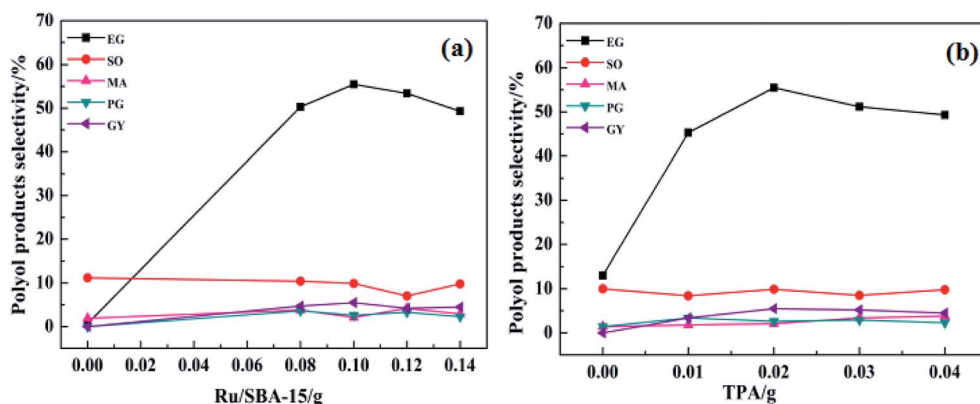 Polyol products selectivity/%
70
60
50
40
30
20
10
0
EG
SO
MA
PG
GY
(a)
0.00 0.02 0.04 0.06 0.08 0.10 0.12 0.14
Ru/SBA-15/g
Polyol products selectivity/%
70
60
50
40
30
20
10
0
EG
SO
MA
PG
GY
(b)
0.00 0.01 0.02 0.03 0.04
TPA/g